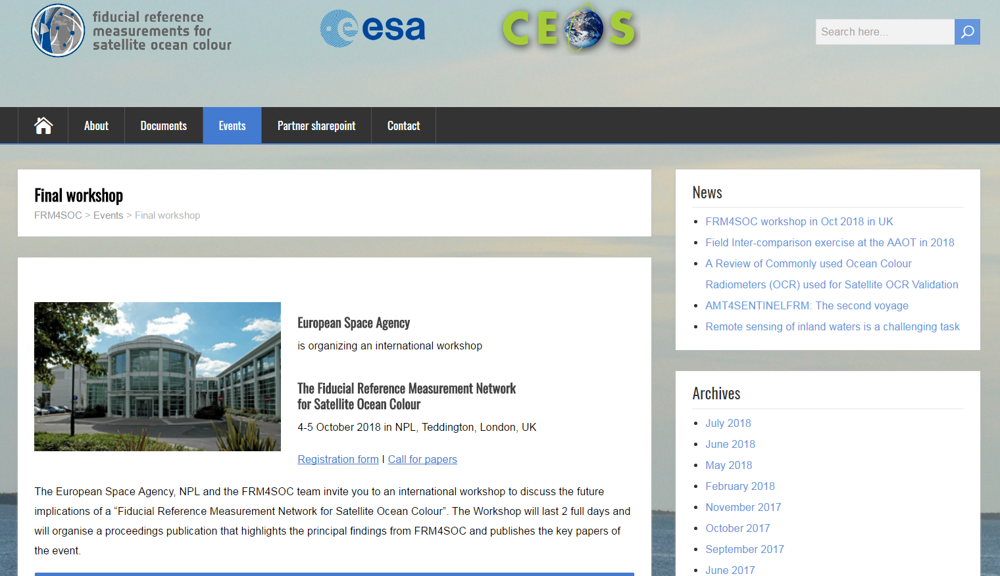 fiducial reference
measurements for
satellite ocean colour
esa
CEOS
Search here...
About
Documents
Events
Partner sharepoint
Contact
Final workshop
FRM4SOC > Events > Final workshop
European Space Agency
is organizing an international workshop
The Fiducial Reference Measurement Network
for Satellite Ocean Colour
4-5 October 2018 in NPL, Teddington, London, UK
Registration form | Call for papers
The European Space Agency, NPL and the FRM4SOC team invite you to an international workshop to discuss the future
implications of a “Fiducial Reference Measurement Network for Satellite Ocean Colour”. The Workshop will last 2 full days and
will organise a proceedings publication that highlights the principal findings from FRM4SOC and publishes the key papers of
the event.
News
FRM4SOC workshop in Oct 2018 in UK
Field Inter-comparison exercise at the AAOT in 2018
A Review of Commonly used Ocean Colour
Radiometers (OCR) used for Satellite OCR Validation
AMT4SENTINELFRM: The second voyage
Remote sensing of inland waters is a challenging task
Archives
July 2018
June 2018
May 2018
February 2018
November 2017
October 2017
September 2017
June 2017